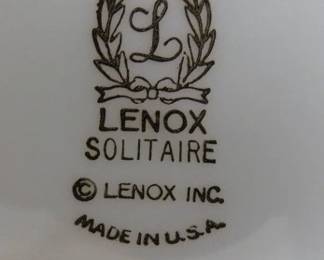 L
LENOX
SOLITAIRE
© LENOX INC.
MADE IN U.S.A.